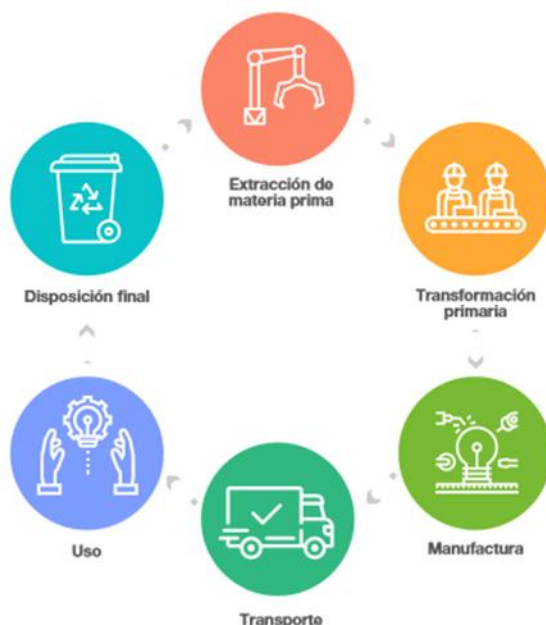 Extracción de
materia prima
Transformación
primaria
Manufactura
Transporte
Uso
Disposición final